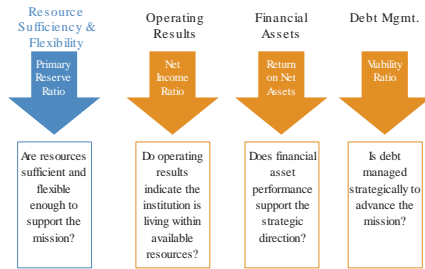 Resource
Sufficiency &
Flexibility
Operating
Results
Financial
Assets
Debt Mgmt.
Primary
Reserve
Ratio
Net
Income
Ratio
Return
on Net
Assets
Viability
Ratio
Are resources
sufficient and
flexible
enough to
support the
mission?
Do operating
results
indicate the
institution is
living within
available
resources?
Does financial
asset
performance
support the
strategic
direction?
Is debt
managed
strategically to
advance the
mission?